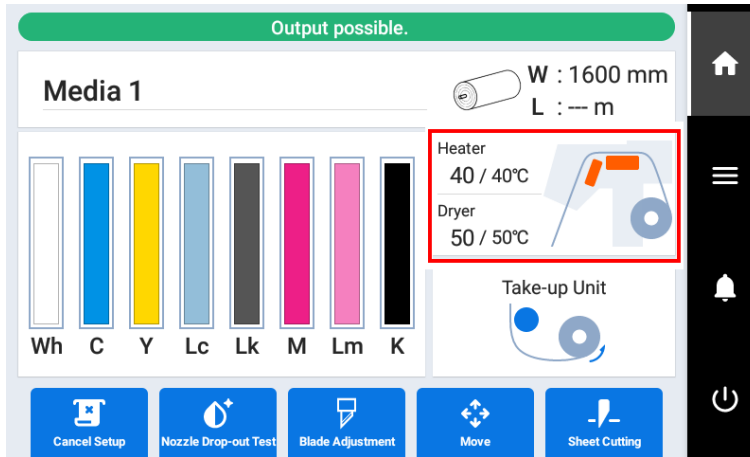 Output possible.
Media 1
W : 1600 mm
L : --- m
Heater
40 / 40℃
Dryer
50 / 50℃
Take-up Unit
Wh C Y Lc Lk M Lm K
Cancel Setup Nozzle Drop-out Test Blade Adjustment Move Sheet Cutting